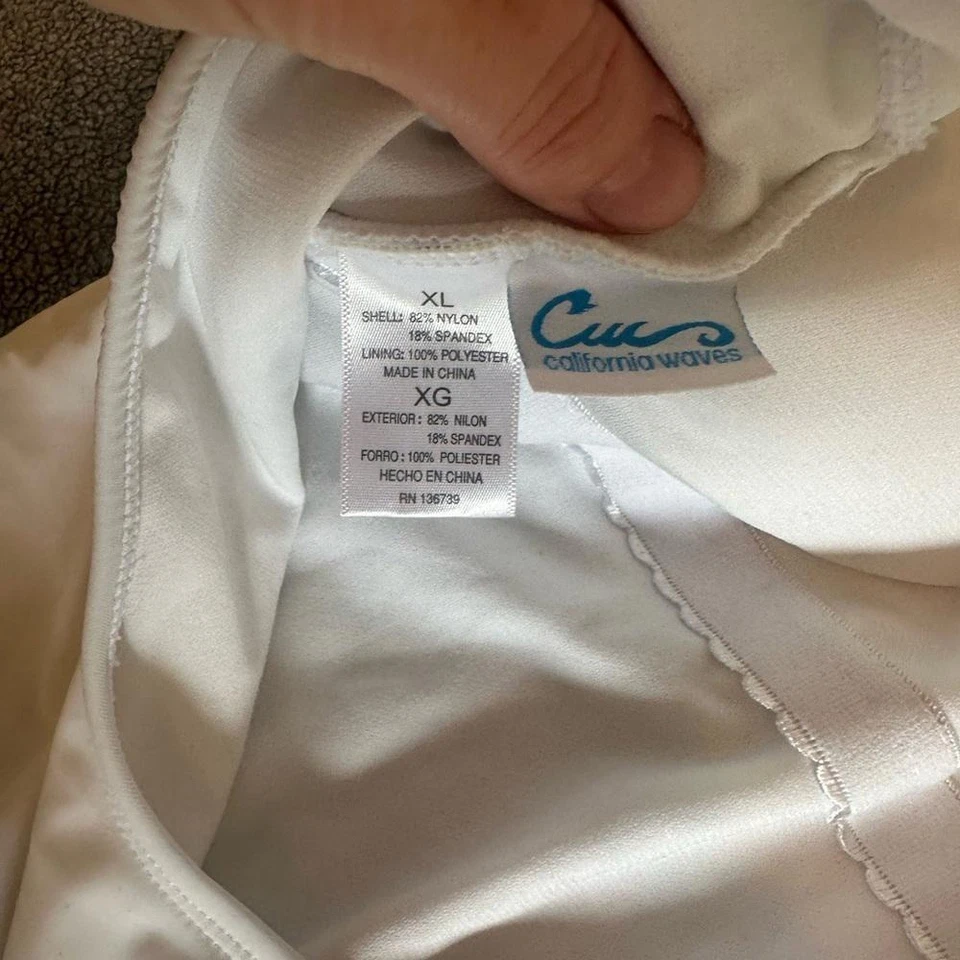 XL
SHELL: 82% NYLON
18% SPANDEX
LINING: 100% POLYESTER
MADE IN CHINA
XG
EXTERIOR: 82% NILON
18% SPANDEX
FORRO: 100% POLIESTER
HECHO EN CHINA
RN 136739
california waves